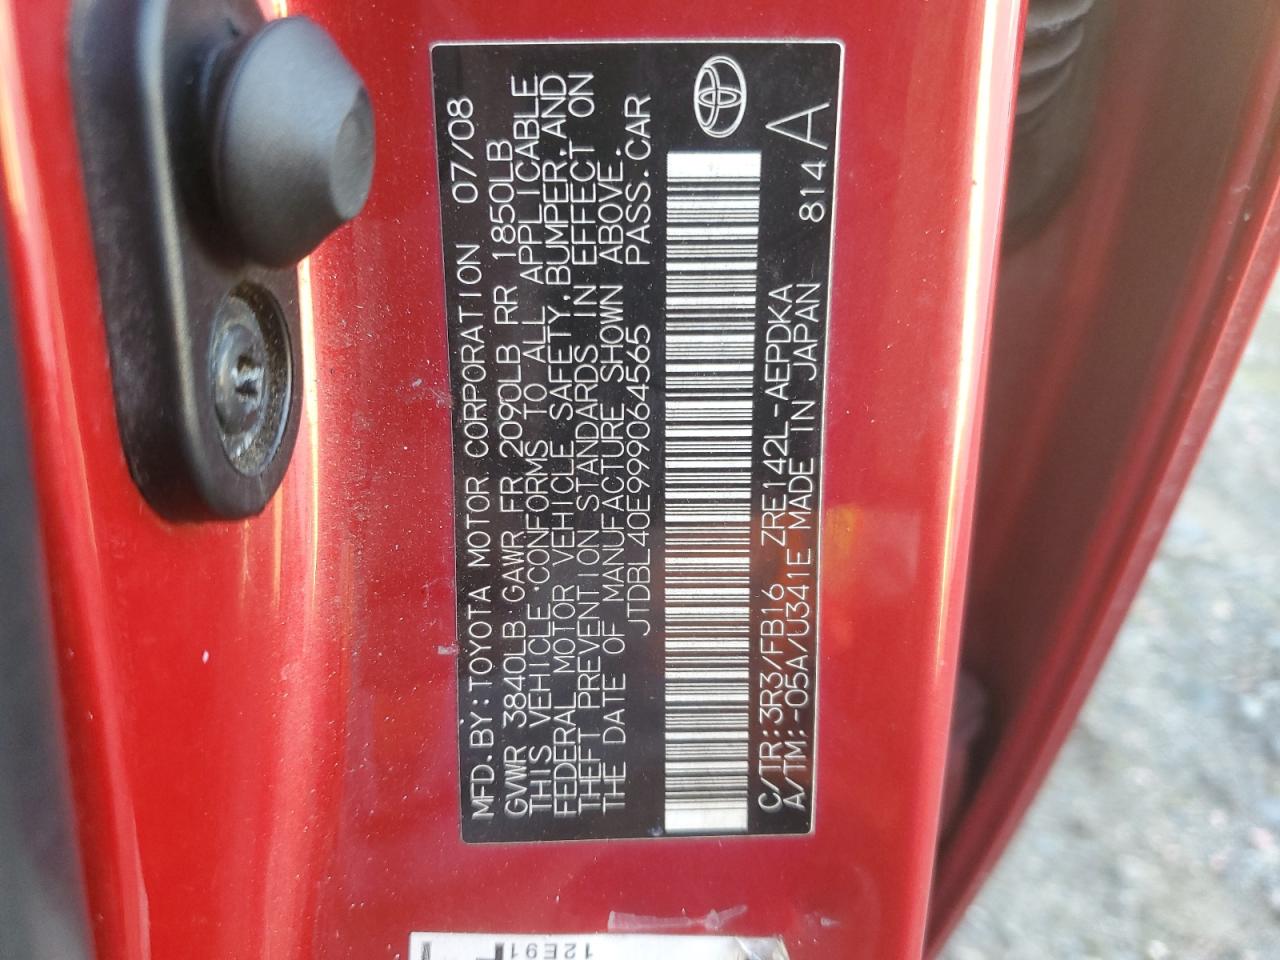 MFD. BY: TOYOTA MOTOR CORPORATION 07/08
GVWR 3840LB GAWR FR 2090LB RR 1850LB
THIS VEHICLE CONFORMS TO ALL APPLICABLE
FEDERAL MOTOR VEHICLE SAFETY, BUMPER, AND
THEFT PREVENTION STANDARDS IN EFFECT ON
THE DATE OF MANUFACTURE SHOWN ABOVE.
JTDBL40E999064565 PASS. CAR
C/TR: 3R3/FB16 ZRE142L-AEPDKA
A/TM: -05A/U341E MADE IN JAPAN 814 A
12E91